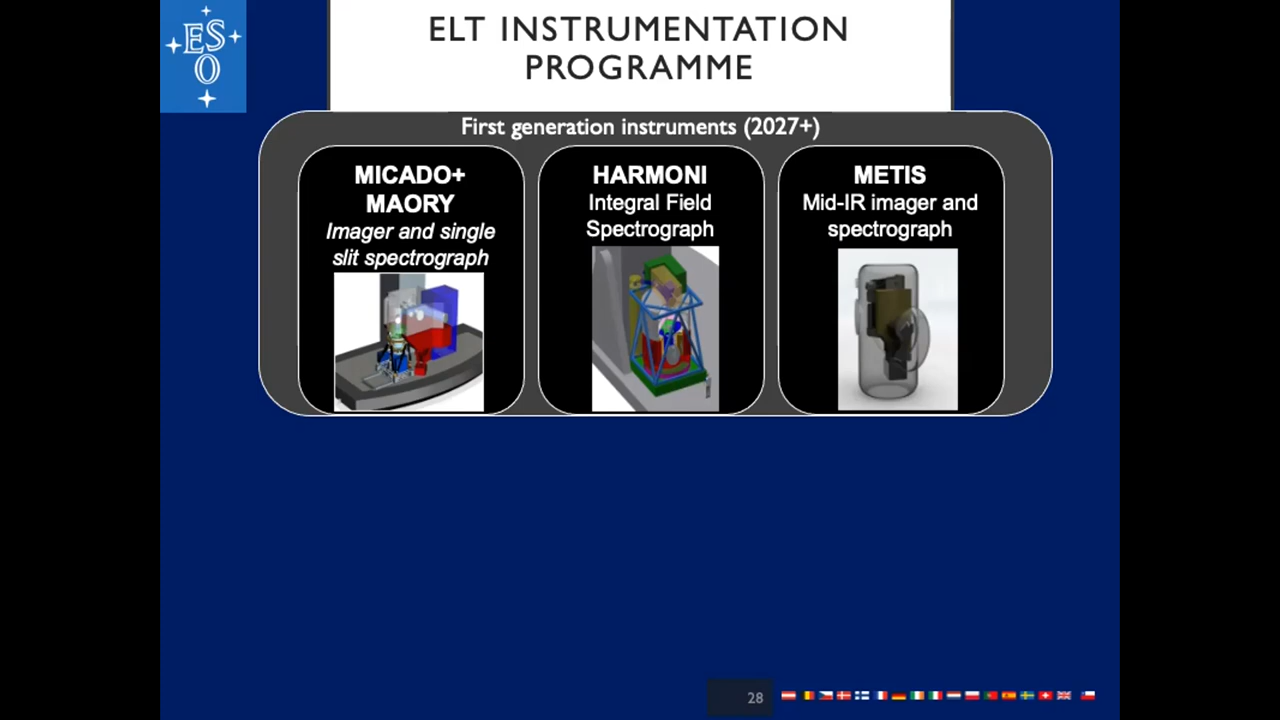 ES
O
ELT INSTRUMENTATION
PROGRAMME
First generation instruments (2027+)
MICADO+
MAORY
Imager and single
slit spectrograph
HARMONI
Integral Field
Spectrograph
METIS
Mid-IR imager and
spectrograph
28